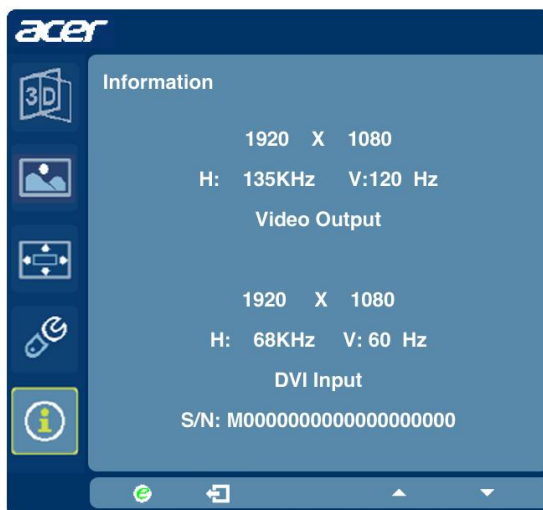 acer
3D
Information
1920 X 1080
H: 135KHz V:120 Hz
Video Output
1920 X 1080
H: 68KHz V: 60 Hz
DVI Input
S/N: M0000000000000000000